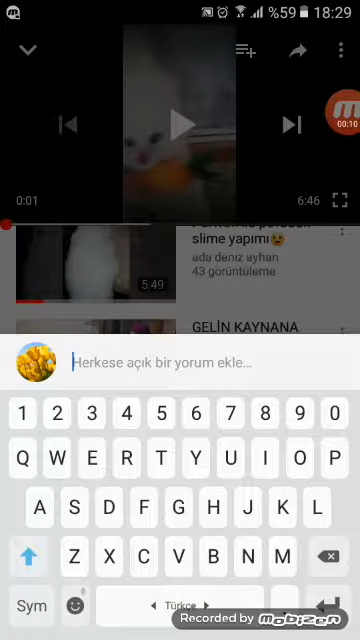 %59 18:29
00:10
0:01 6:46
slime yapımı😉
ada deniz ayhan
43 görüntüleme
5:49
GELİN KAYNANA
Herkese açık bir yorum ekle...
1 2 3 4 5 6 7 8 9 0
Q W E R T Y U I O P
A S D F G H J K L
Z X C V B N M
Sym Türkçe
Recorded by mobizen